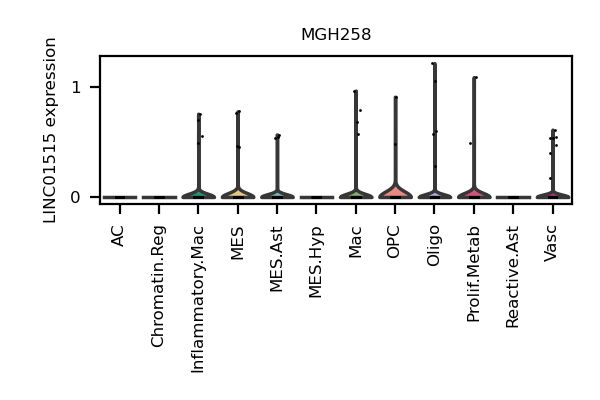 MGH258
LINC01515 expression
1
0
AC
Chromatin.Reg
Inflammatory.Mac
MES
MES.Ast
MES.Hyp
Mac
OPC
Oligo
Prolif.Metab
Reactive.Ast
Vasc